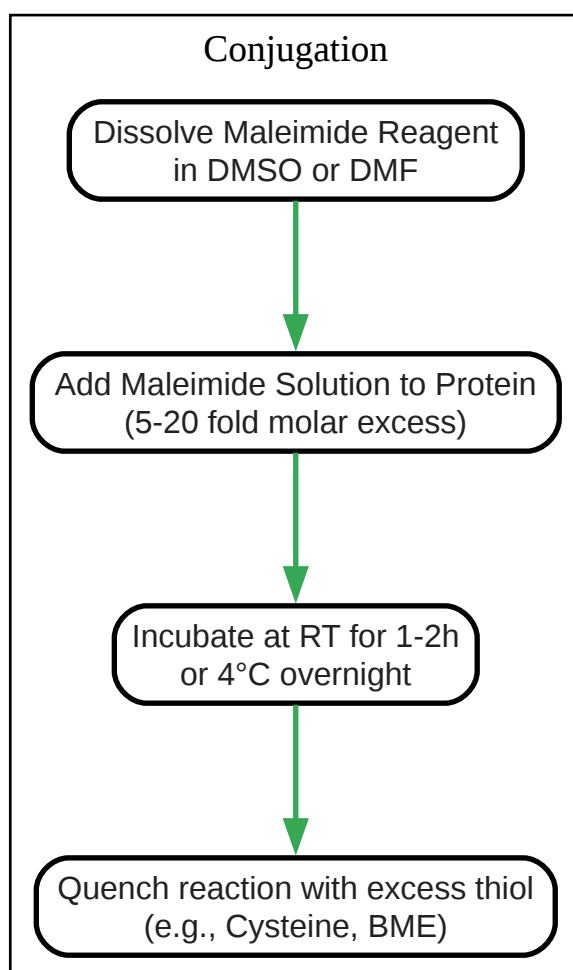 Conjugation
Dissolve Maleimide Reagent
in DMSO or DMF
Add Maleimide Solution to Protein
(5-20 fold molar excess)
Incubate at RT for 1-2h
or 4°C overnight
Quench reaction with excess thiol
(e.g., Cysteine, BME)